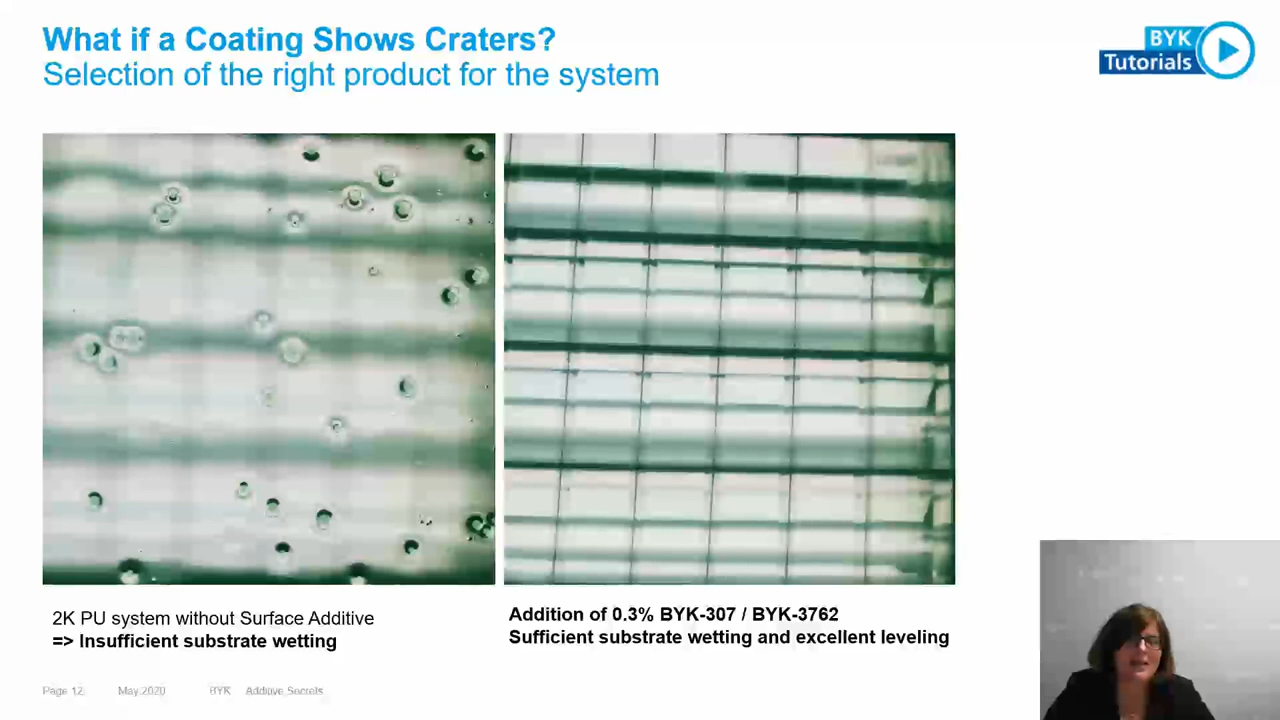 What if a Coating Shows Craters?
Selection of the right product for the system
BYK
Tutorials
2K PU system without Surface Additive
=> Insufficient substrate wetting
Addition of 0.3% BYK-307 / BYK-3762
Sufficient substrate wetting and excellent leveling
Page 12 May 2020 BYK Additive Secrets